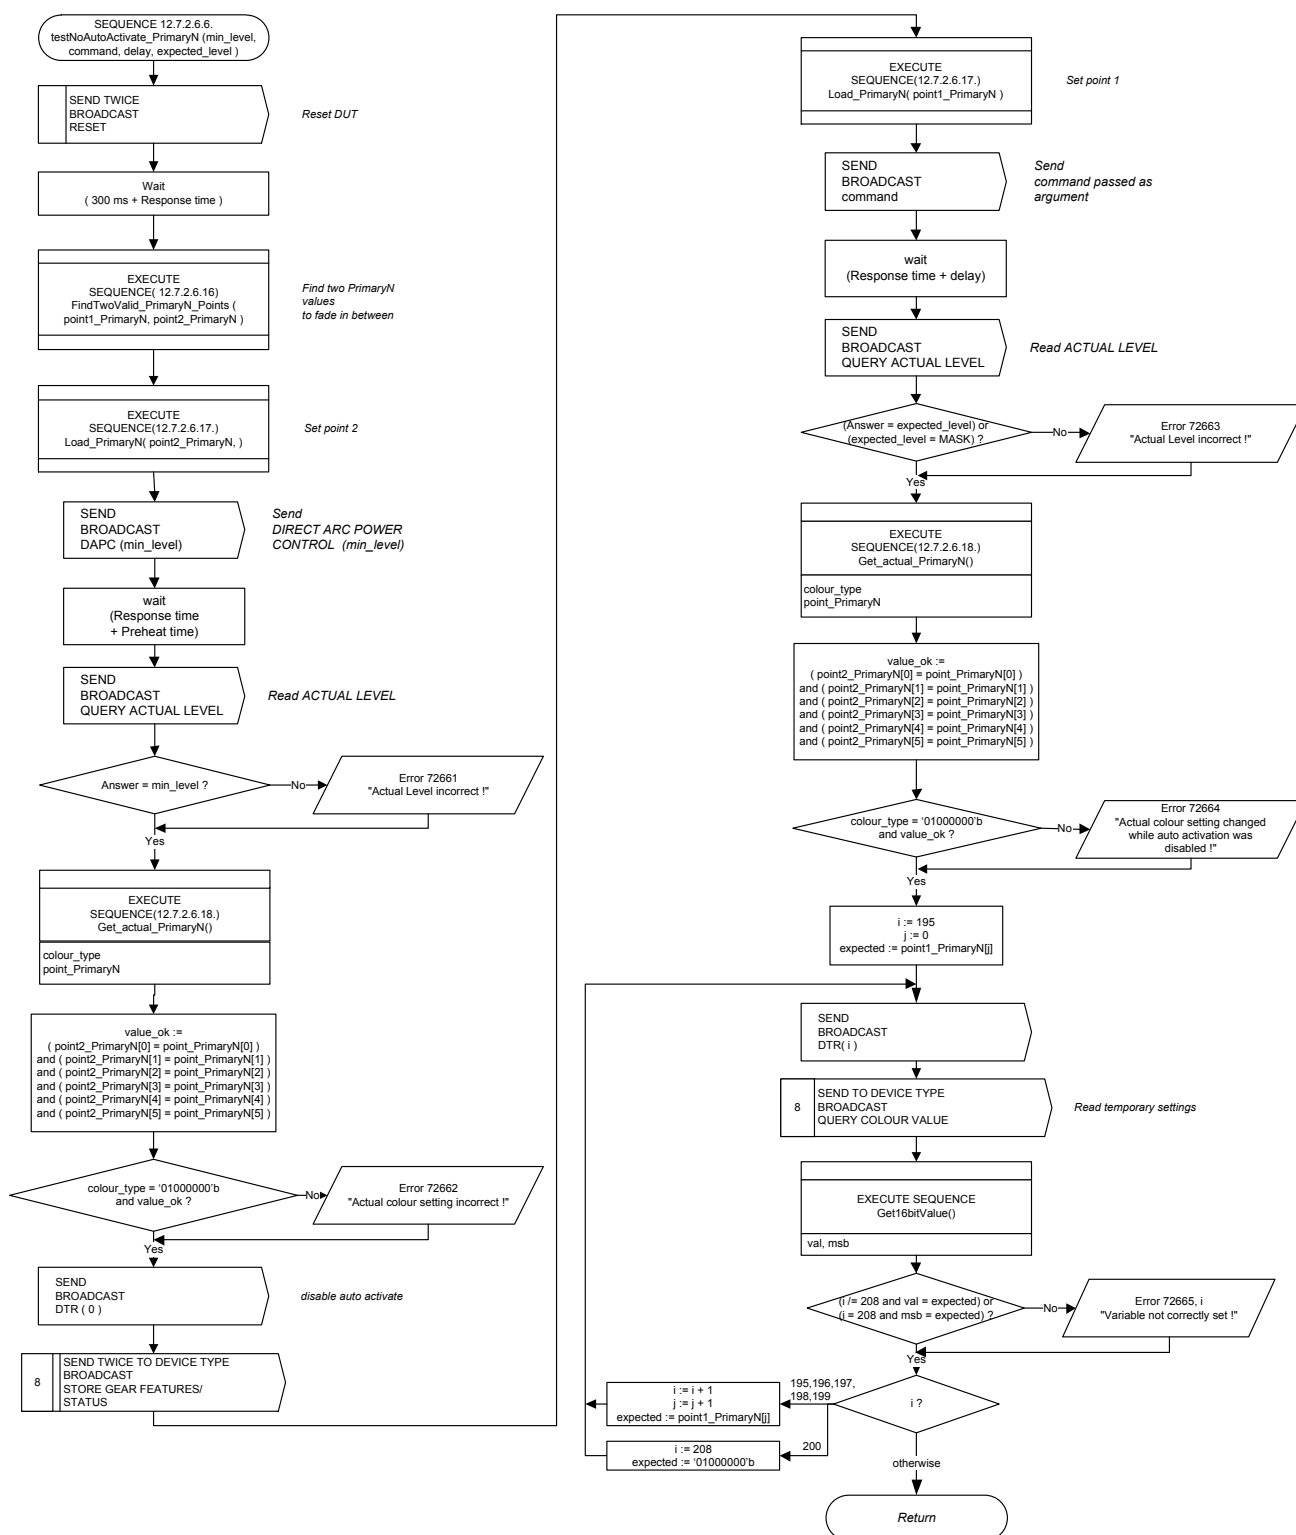 SEQUENCE 12.7.2.6.6.
testNoAutoActivate_PrimaryN (min_level,
command, delay, expected_level )
SEND TWICE
BROADCAST
RESET
Reset DUT
Wait
( 300 ms + Response time )
EXECUTE
SEQUENCE( 12.7.2.6.16)
FindTwoValid_PrimaryN_Points (
point1_PrimaryN, point2_PrimaryN )
Find two PrimaryN
values
to fade in between
EXECUTE
SEQUENCE(12.7.2.6.17.)
Load_PrimaryN( point2_PrimaryN, )
Set point 2
SEND
BROADCAST
DAPC (min_level)
Send
DIRECT ARC POWER
CONTROL (min_level)
wait
(Response time
+ Preheat time)
SEND
BROADCAST
QUERY ACTUAL LEVEL
Read ACTUAL LEVEL
Answer = min_level ?
No
Error 72661
"Actual Level incorrect !"
Yes
EXECUTE
SEQUENCE(12.7.2.6.18.)
Get_actual_PrimaryN()
colour_type
point_PrimaryN
value_ok :=
( point2_PrimaryN[0] = point_PrimaryN[0] )
and ( point2_PrimaryN[1] = point_PrimaryN[1] )
and ( point2_PrimaryN[2] = point_PrimaryN[2] )
and ( point2_PrimaryN[3] = point_PrimaryN[3] )
and ( point2_PrimaryN[4] = point_PrimaryN[4] )
and ( point2_PrimaryN[5] = point_PrimaryN[5] )
colour_type = ‘01000000’b
and value_ok ?
No
Error 72662
"Actual colour setting incorrect !"
Yes
SEND
BROADCAST
DTR ( 0 )
disable auto activate
8
SEND TWICE TO DEVICE TYPE
BROADCAST
STORE GEAR FEATURES/
STATUS
EXECUTE
SEQUENCE(12.7.2.6.17.)
Load_PrimaryN( point1_PrimaryN )
Set point 1
SEND
BROADCAST
command
Send
command passed as
argument
wait
(Response time + delay)
SEND
BROADCAST
QUERY ACTUAL LEVEL
Read ACTUAL LEVEL
(Answer = expected_level) or
(expected_level = MASK) ?
No
Error 72663
"Actual Level incorrect !"
Yes
EXECUTE
SEQUENCE(12.7.2.6.18.)
Get_actual_PrimaryN()
colour_type
point_PrimaryN
value_ok :=
( point2_PrimaryN[0] = point_PrimaryN[0] )
and ( point2_PrimaryN[1] = point_PrimaryN[1] )
and ( point2_PrimaryN[2] = point_PrimaryN[2] )
and ( point2_PrimaryN[3] = point_PrimaryN[3] )
and ( point2_PrimaryN[4] = point_PrimaryN[4] )
and ( point2_PrimaryN[5] = point_PrimaryN[5] )
colour_type = ‘01000000’b
and value_ok ?
No
Error 72664
"Actual colour setting changed
while auto activation was
disabled !"
Yes
i := 195
j := 0
expected := point1_PrimaryN[j]
SEND
BROADCAST
DTR( i )
8
SEND TO DEVICE TYPE
BROADCAST
QUERY COLOUR VALUE
Read temporary settings
EXECUTE SEQUENCE
Get16bitValue()
val, msb
(i /= 208 and val = expected) or
(i = 208 and msb = expected) ?
No
Error 72665, i
"Variable not correctly set !"
Yes
i ?
195,196,197,
198,199
i := i + 1
j := j + 1
expected := point1_PrimaryN[j]
200
i := 208
expected := ‘01000000’b
otherwise
Return